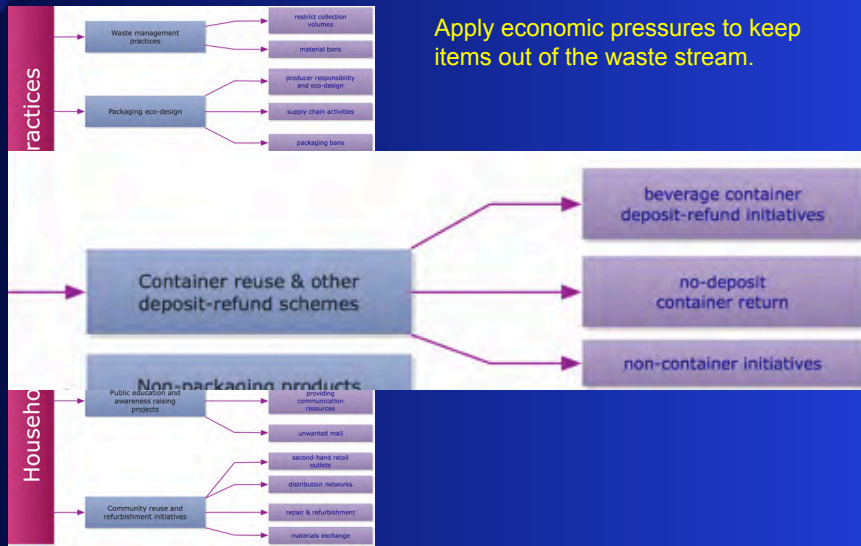 Apply economic pressures to keep
items out of the waste stream.
ractices
Waste management
practices
restrict collection
volumes
material bans
Packaging eco-design
producer responsibility
and eco-design
supply chain activities
packaging bans
Container reuse & other
deposit-refund schemes
beverage container
deposit-refund initiatives
no-deposit
container return
non-container initiatives
Non-packaging products
Househo
Public education and
awareness raising
projects
providing
communication
resources
unwanted mail
Community reuse and
refurbishment initiatives
second-hand retail
outlets
distribution networks
repair & refurbishment
materials exchange